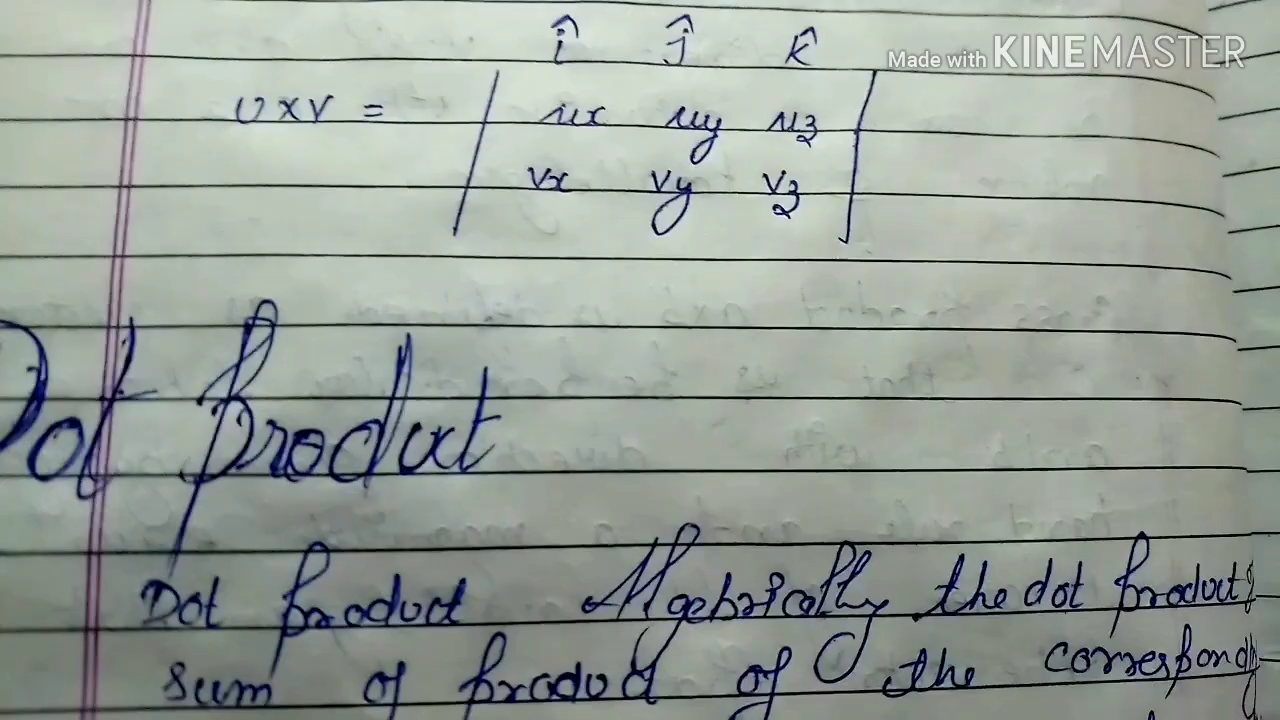 î ĵ k̂
Made with KINEMASTER
U×V = | ux uy uz |
vx vy vz
Dot Product
Dot product Algebrically the dot product
sum of product of the correspond